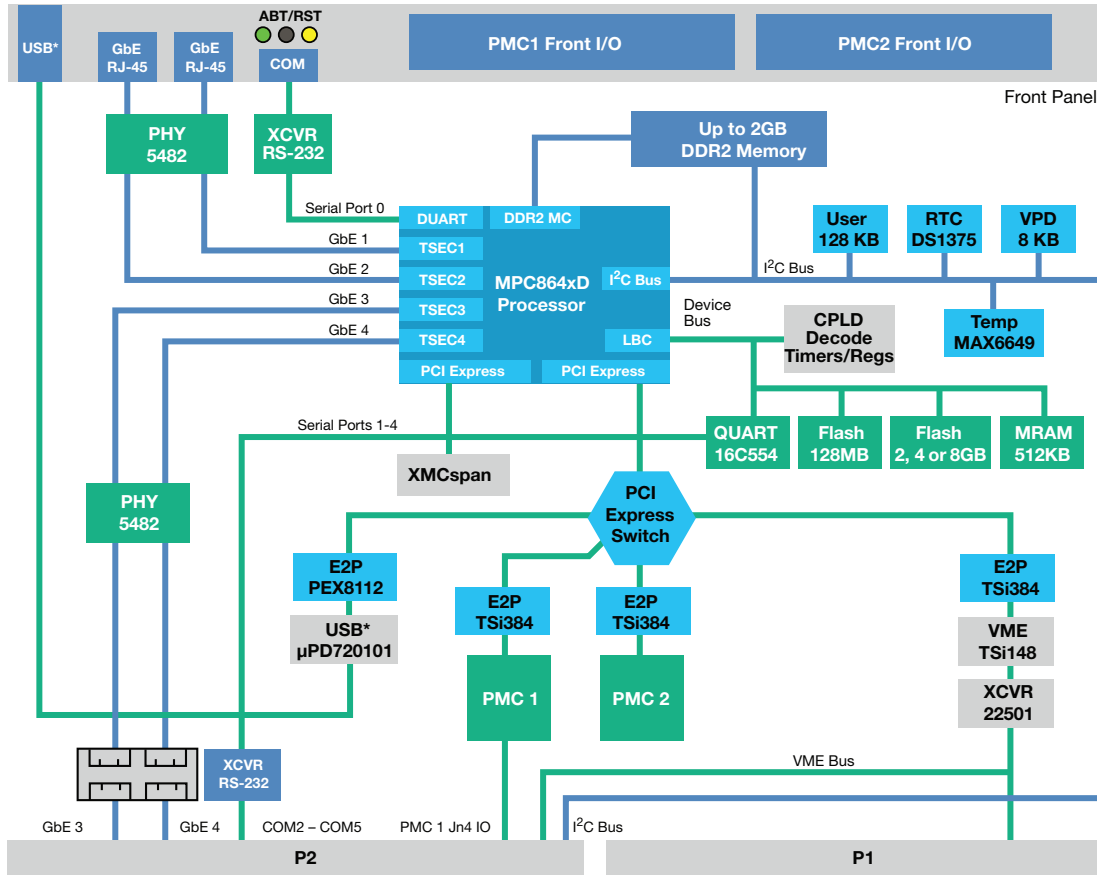 ABT/RST
USB*
GbE
RJ-45
GbE
RJ-45
COM
PMC1 Front I/O
PMC2 Front I/O
Front Panel
PHY
5482
XCVR
RS-232
Up to 2GB
DDR2 Memory
Serial Port 0
DUART
DDR2 MC
User
128 KB
RTC
DS1375
VPD
8 KB
GbE 1
TSEC1
GbE 2
TSEC2
MPC864xD
Processor
I²C Bus
I²C Bus
GbE 3
TSEC3
Device
Bus
CPLD
Decode
Timers/Regs
Temp
MAX6649
GbE 4
TSEC4
LBC
PCI Express
PCI Express
Serial Ports 1-4
QUART
16C554
Flash
128MB
Flash
2, 4 or 8GB
MRAM
512KB
XMCspan
PHY
5482
PCI
Express
Switch
E2P
PEX8112
E2P
TSi384
E2P
TSi384
E2P
TSi384
USB*
µPD720101
VME
TSi148
PMC 1
PMC 2
XCVR
22501
XCVR
RS-232
VME Bus
GbE 3
GbE 4
COM2 – COM5
PMC 1 Jn4 IO
I²C Bus
P2
P1